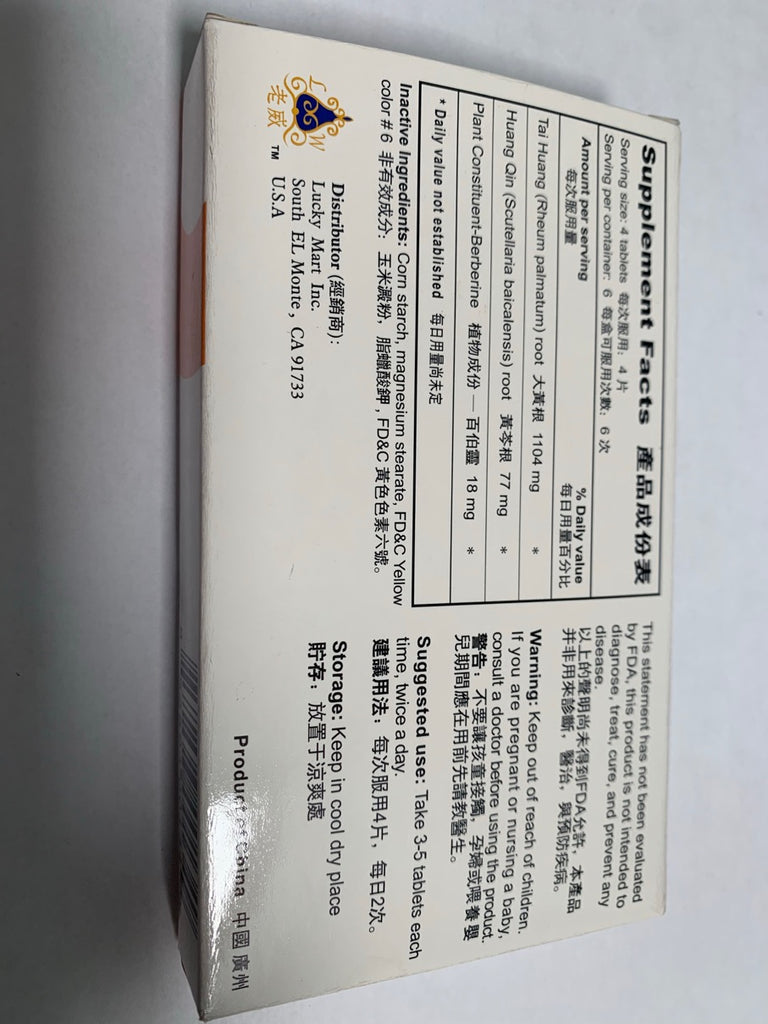 Supplement Facts 產品成份表
Serving size: 4 tablets 每次服用: 4 片
Serving per container: 6 每盒可服用次數: 6 次
Amount per serving % Daily value
每次服用量 每日用量百分比
Tai Huang (Rheum palmatum) root 大黃根 1104 mg *
Huang Qin (Scutellaria baicalensis) root 黃芩根 77 mg *
Plant Constituent-Berberine 植物成份 — 百伯靈 18 mg *
* Daily value not established 每日用量尚未定
Inactive Ingredients: Corn starch, magnesium stearate, FD&C Yellow
color # 6 非有效成分: 玉米澱粉, 脂蠟酸鉀, FD&C 黃色色素六號。
L W
老威 TM
Distributor (經銷商):
Lucky Mart Inc.
South EL Monte, CA 91733
U.S.A
This statement has not been evaluated
by FDA, this product is not intended to
diagnose, treat, cure, and prevent any
disease.
以上的聲明尚未得到FDA允許, 本產品
并非用來診斷, 醫治, 與預防疾病。
Warning: Keep out of reach of children.
If you are pregnant or nursing a baby,
consult a doctor before using the product.
警告: 不要讓孩童接觸, 孕婦或喂養嬰
兒期間應在用前先請教醫生。
Suggested use: Take 3-5 tablets each
time, twice a day.
建議用法: 每次服用4片, 每日2次。
Storage: Keep in cool dry place
貯存: 放置于涼爽處
Product of China 中國 廣州